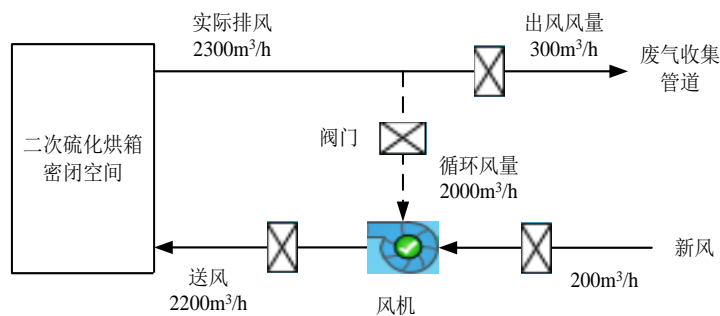 实际排风
2300m³/h
出风风量
300m³/h
废气收集
管道
二次硫化烘箱
密闭空间
阀门
循环风量
2000m³/h
新风
200m³/h
送风
2200m³/h
风机